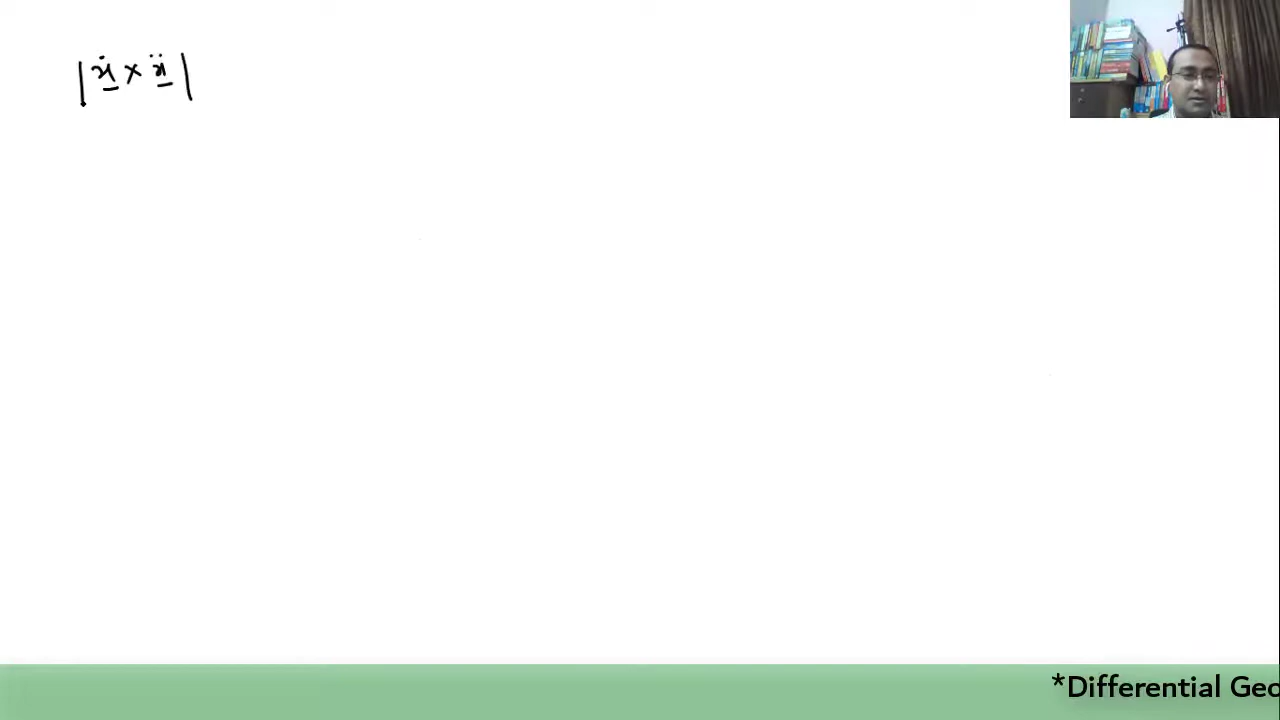 |ṙ × r̈|
*Differential Geo